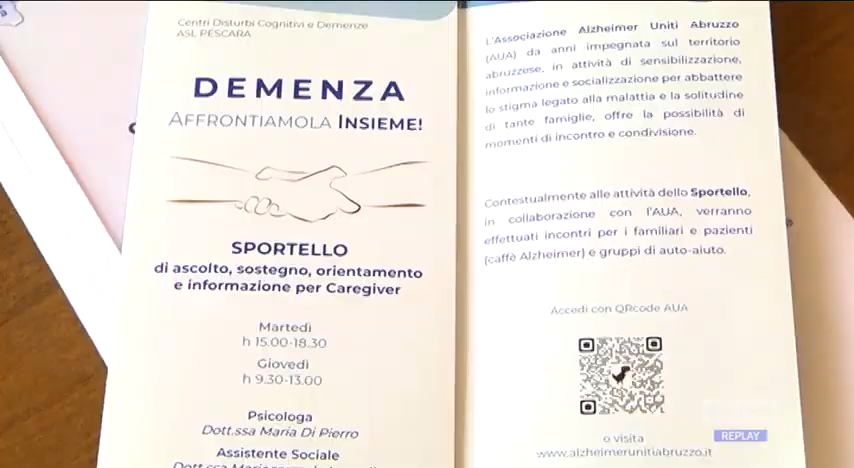 Centri Disturbi Cognitivi e Demenze
ASL PESCARA
DEMENZA
AFFRONTIAMOLA INSIEME!
SPORTELLO
di ascolto, sostegno, orientamento
e informazione per Caregiver
Martedì
h 15.00-18.30
Giovedì
h 9.30-13.00
Psicologa
Dott.ssa Maria Di Pierro
Assistente Sociale
Dott.ssa
L'Associazione Alzheimer Uniti Abruzzo
(AUA) da anni impegnata sul territorio
abruzzese, in attività di sensibilizzazione,
informazione e socializzazione per abbattere
lo stigma legato alla malattia e la solitudine
di tante famiglie, offre la possibilità di
momenti di incontro e condivisione.
Contestualmente alle attività dello Sportello,
in collaborazione con l'AUA, verranno
effettuati incontri per i familiari e pazienti
(caffè Alzheimer) e gruppi di auto-aiuto.
Accedi con QRcode AUA
o visita
www.alzheimerunitiabruzzo.it
REPLAY